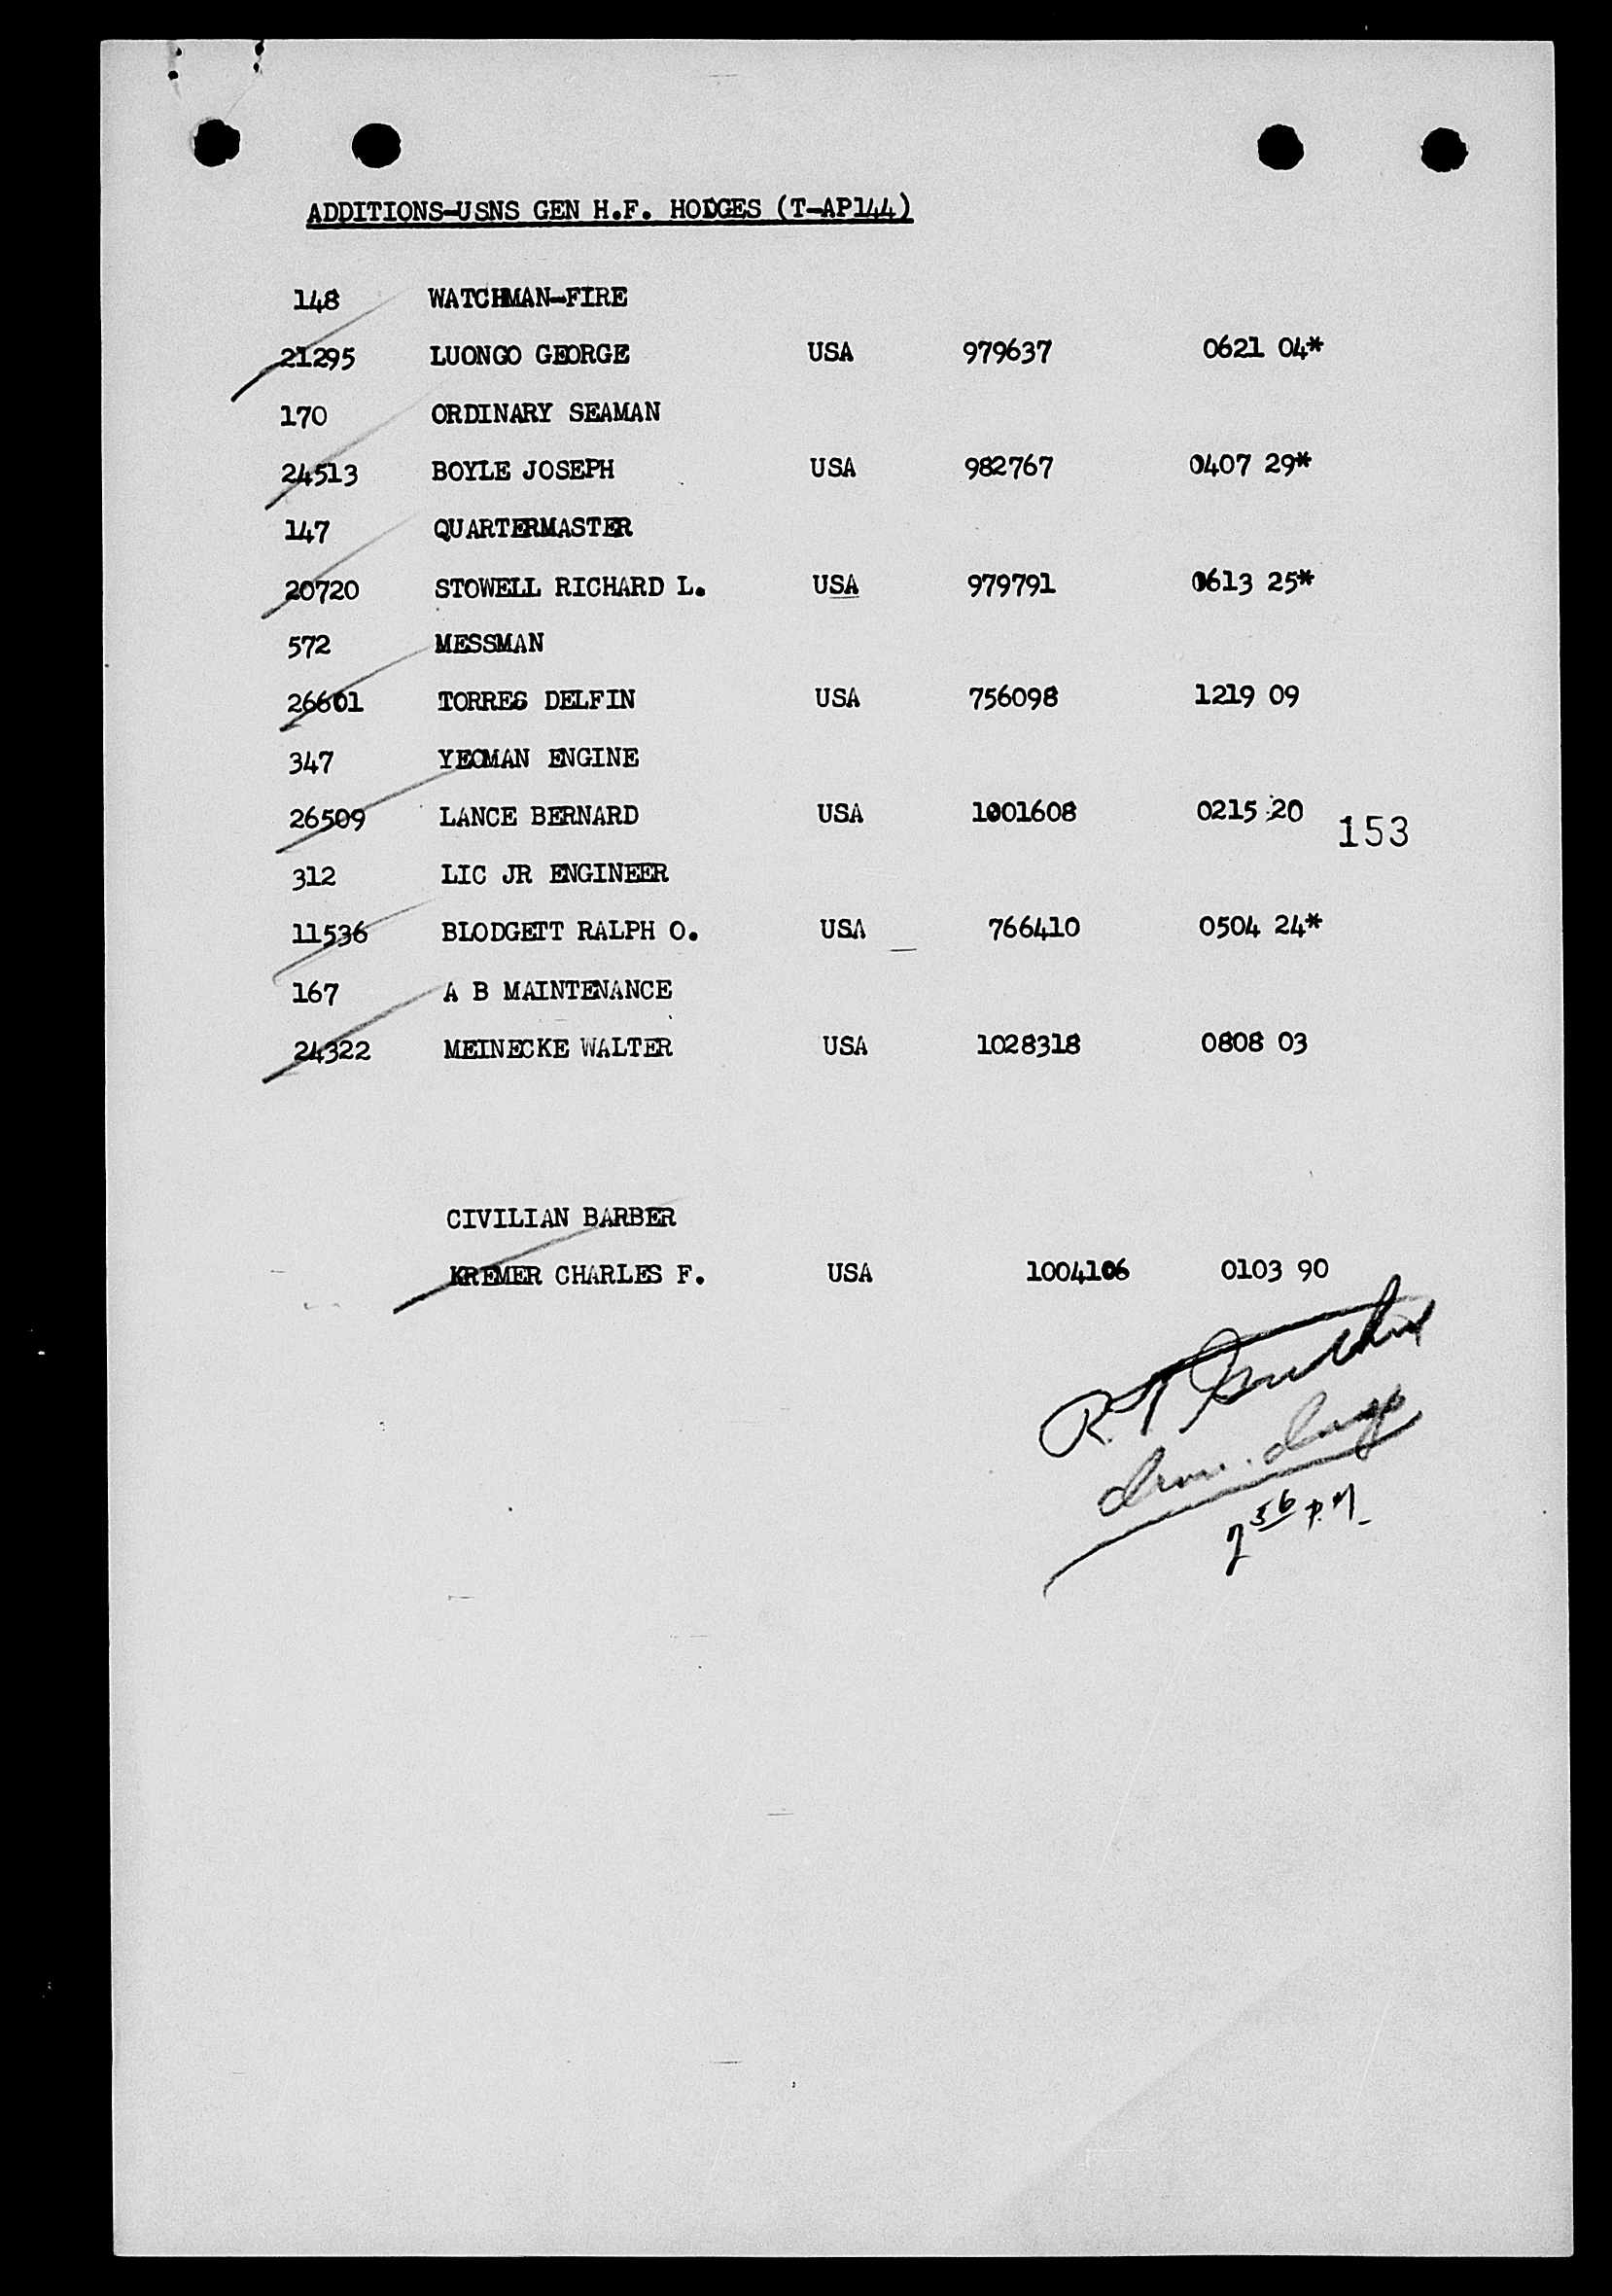 ADDITIONS-USNS GEN H.F. HODGES (T-AP144)
148 WATCHMAN-FIRE
21295 LUONGO GEORGE USA 979637 0621 04*
170 ORDINARY SEAMAN
24513 BOYLE JOSEPH USA 982767 0407 29*
147 QUARTERMASTER
20720 STOWELL RICHARD L. USA 979791 0613 25*
572 MESSMAN
26601 TORRES DELFIN USA 756098 1219 09
347 YEOMAN ENGINE
26509 LANCE BERNARD USA 1001608 0215 20
153
312 LIC JR ENGINEER
11536 BLODGETT RALPH O. USA 766410 0504 24*
167 A B MAINTENANCE
24322 MEINECKE WALTER USA 1028318 0808 03
CIVILIAN BARBER
KREMER CHARLES F. USA 1004106 0103 90
R.T.
2 56 P.M.